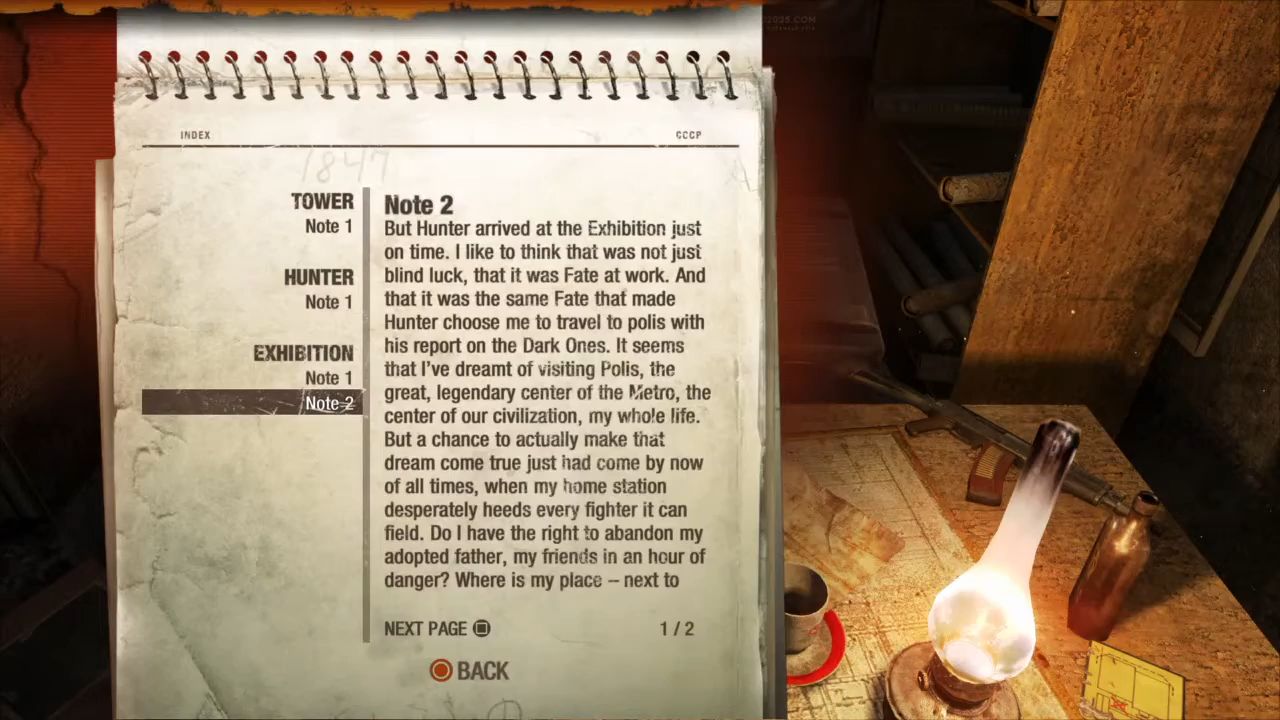 INDEX
CCCP
1847
TOWER
Note 1
HUNTER
Note 1
EXHIBITION
Note 1
Note 2
Note 2
But Hunter arrived at the Exhibition just
on time. I like to think that was not just
blind luck, that it was Fate at work. And
that it was the same Fate that made
Hunter choose me to travel to polis with
his report on the Dark Ones. It seems
that I've dreamt of visiting Polis, the
great, legendary center of the Metro, the
center of our civilization, my whole life.
But a chance to actually make that
dream come true just had come by now
of all times, when my home station
desperately heeds every fighter it can
field. Do I have the right to abandon my
adopted father, my friends in an hour of
danger? Where is my place – next to
NEXT PAGE
1 / 2
BACK